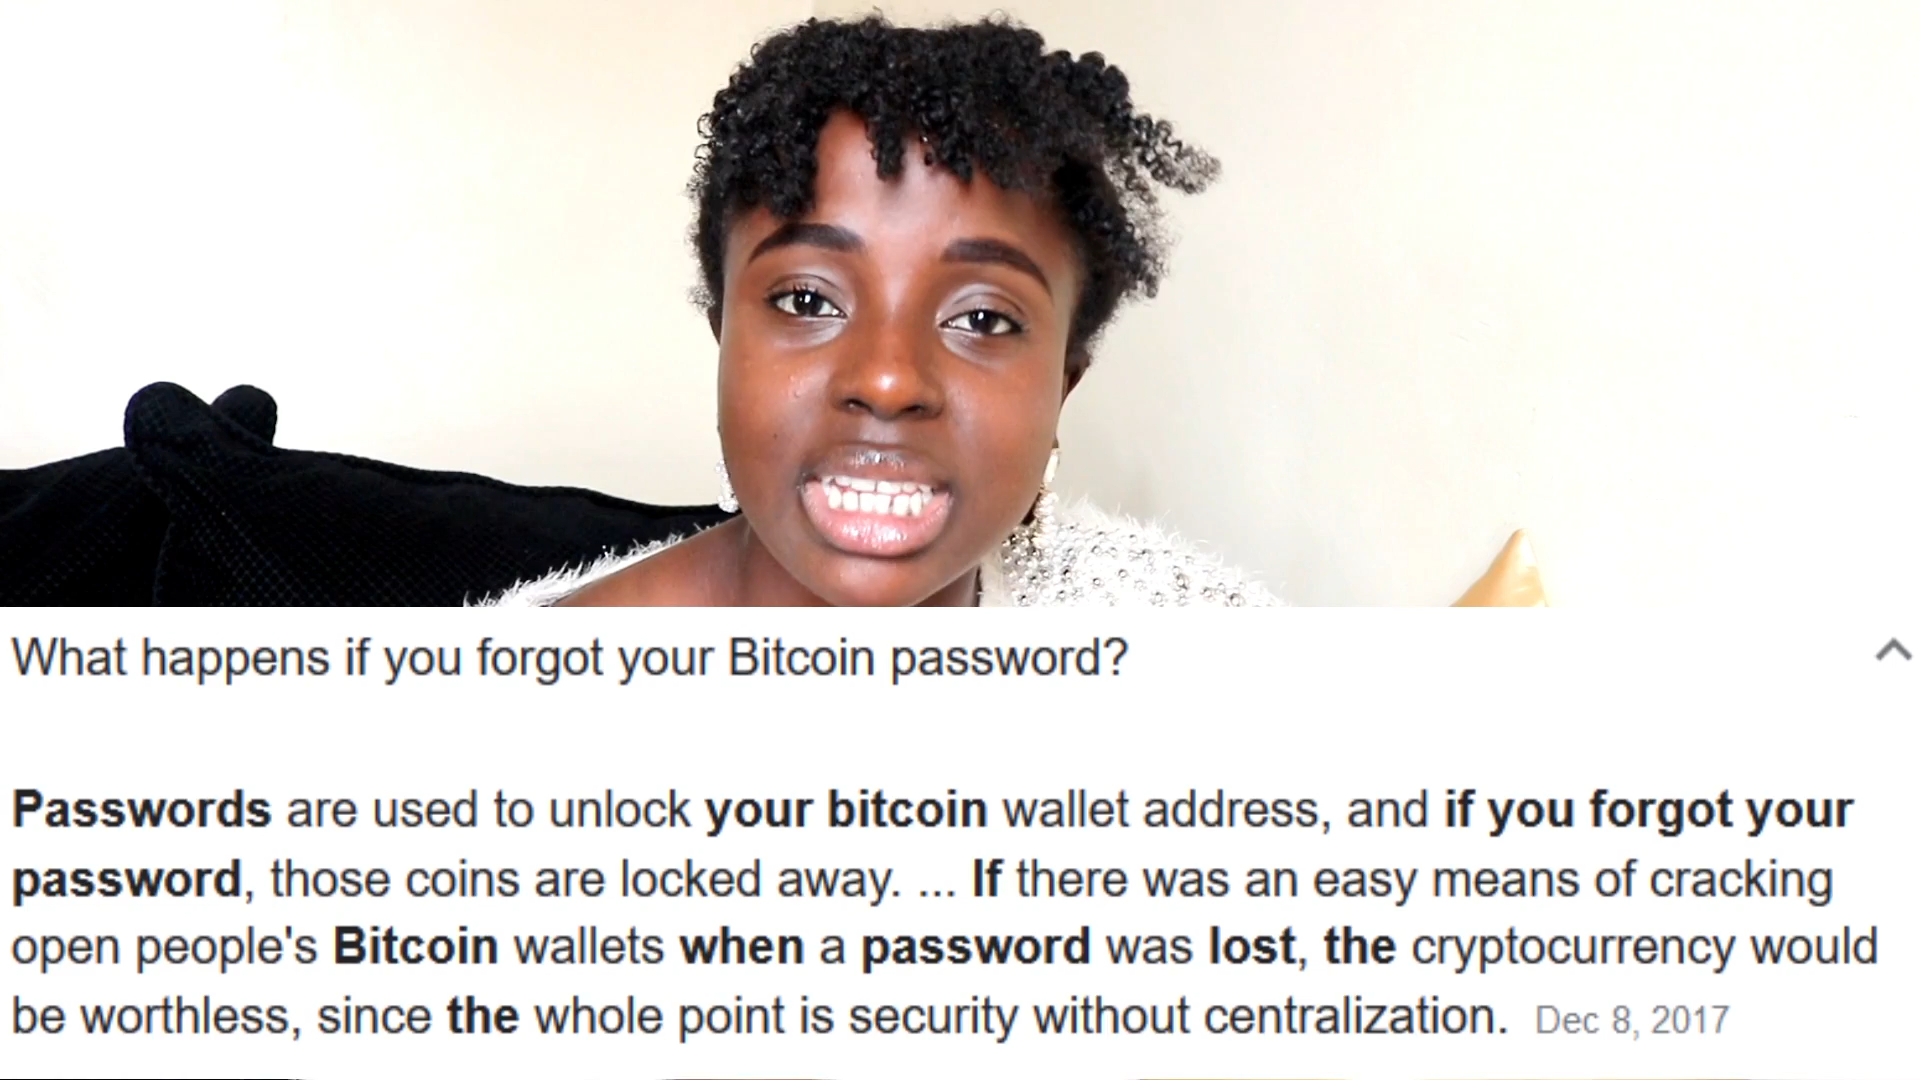 What happens if you forgot your Bitcoin password?
Passwords are used to unlock your bitcoin wallet address, and if you forgot your
password, those coins are locked away. ... If there was an easy means of cracking
open people's Bitcoin wallets when a password was lost, the cryptocurrency would
be worthless, since the whole point is security without centralization. Dec 8, 2017